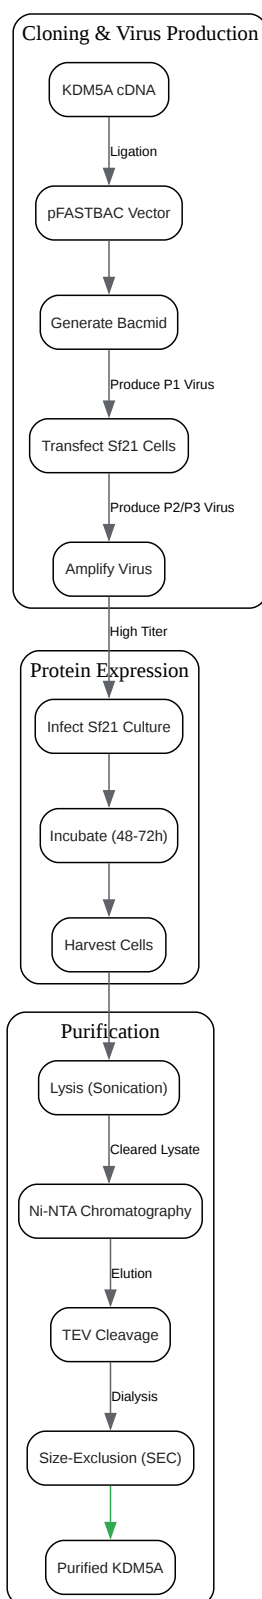 Cloning & Virus Production
KDM5A cDNA
Ligation
pFASTBAC Vector
Generate Bacmid
Produce P1 Virus
Transfect Sf21 Cells
Produce P2/P3 Virus
Amplify Virus
High Titer
Protein Expression
Infect Sf21 Culture
Incubate (48-72h)
Harvest Cells
Purification
Lysis (Sonication)
Cleared Lysate
Ni-NTA Chromatography
Elution
TEV Cleavage
Dialysis
Size-Exclusion (SEC)
Purified KDM5A